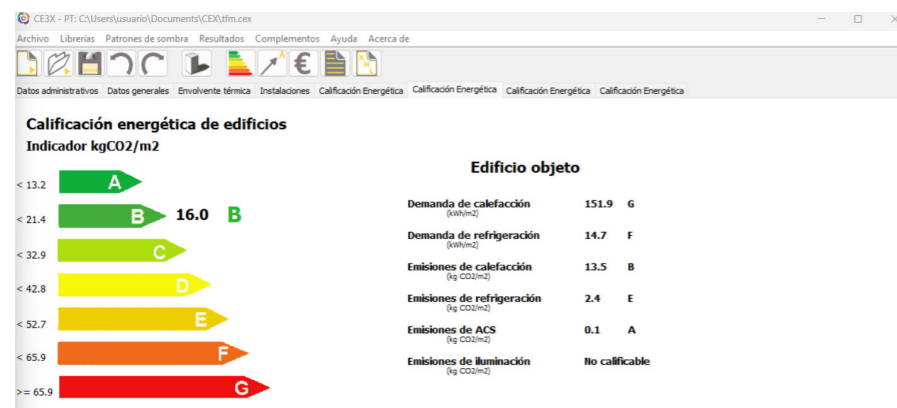 CE3X - PT: C:\Users\usuario\Documents\CEX\tfm.cex
Archivo Librerías Patrones de sombra Resultados Complementos Ayuda Acerca de
Datos administrativos Datos generales Envolvente térmica Instalaciones Calificación Energética Calificación Energética Calificación Energética Calificación Energética
Calificación energética de edificios
Indicador kgCO2/m2
< 13.2 A
< 21.4 B 16.0 B
< 32.9 C
< 42.8 D
< 52.7 E
< 65.9 F
>= 65.9 G
Edificio objeto
Demanda de calefacción 151.9 G
(kWh/m2)
Demanda de refrigeración 14.7 F
(kWh/m2)
Emisiones de calefacción 13.5 B
(kg CO2/m2)
Emisiones de refrigeración 2.4 E
(kg CO2/m2)
Emisiones de ACS 0.1 A
(kg CO2/m2)
Emisiones de iluminación No calificable
(kg CO2/m2)